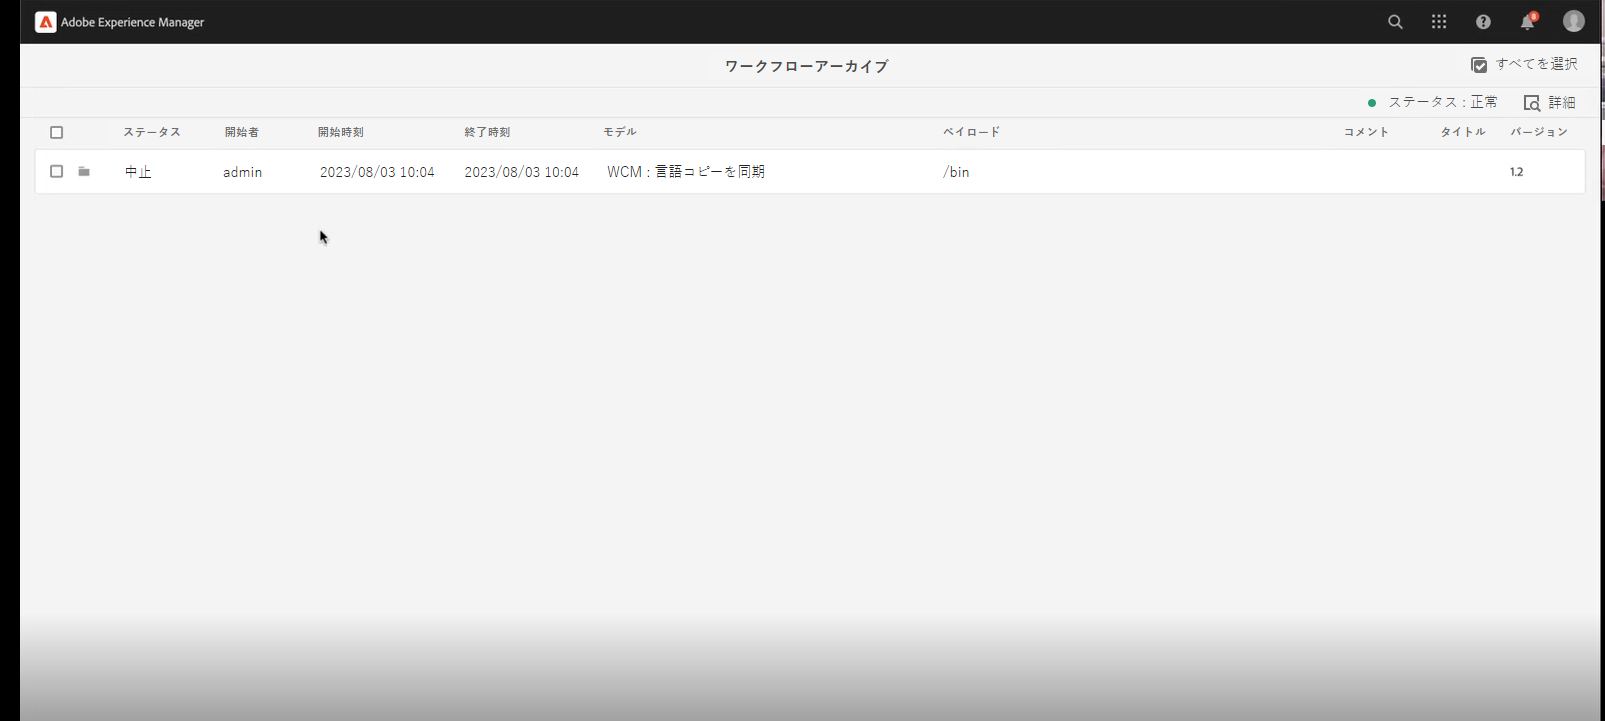 Adobe Experience Manager
8
ワークフローアーカイブ
すべてを選択
ステータス : 正常 詳細
ステータス 開始者 開始時刻 終了時刻 モデル ペイロード コメント タイトル バージョン
中止 admin 2023/08/03 10:04 2023/08/03 10:04 WCM : 言語コピーを同期 /bin 1.2